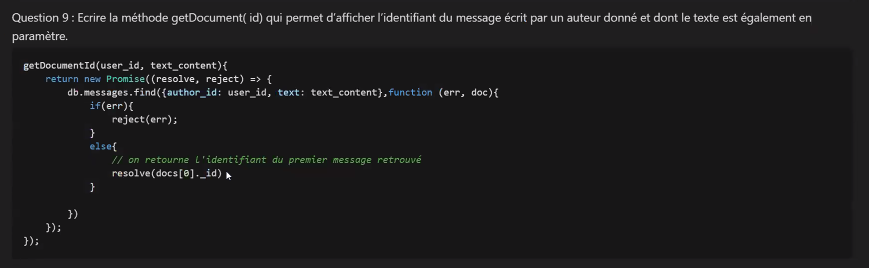 Question 9 : Ecrire la méthode getDocument( id) qui permet d'afficher l'identifiant du message écrit par un auteur donné et dont le texte est également en
paramètre.
getDocumentId(user_id, text_content){
    return new Promise((resolve, reject) => {
        db.messages.find({author_id: user_id, text: text_content},function (err, doc){
            if(err){
                reject(err);
            }
            else{
                // on retourne l'identifiant du premier message retrouvé
                resolve(docs[0]._id)
            }
        })
    });
});